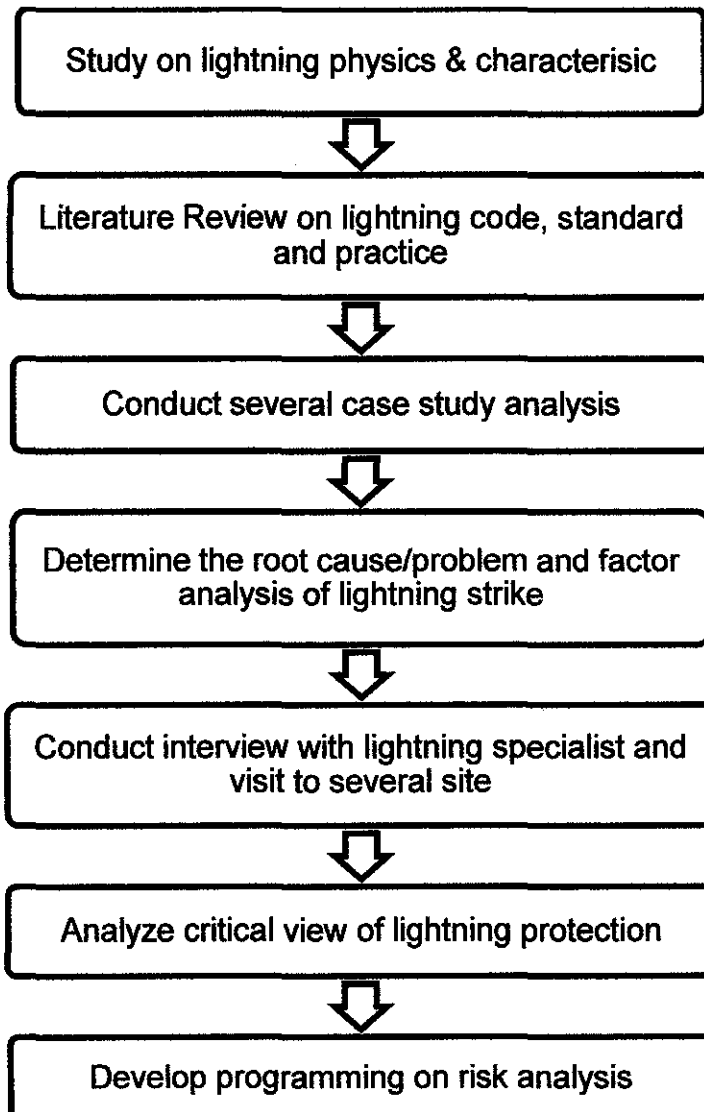 Study on lightning physics & characterisic
Literature Review on lightning code, standard
and practice
Conduct several case study analysis
Determine the root cause/problem and factor
analysis of lightning strike
Conduct interview with lightning specialist and
visit to several site
Analyze critical view of lightning protection
Develop programming on risk analysis